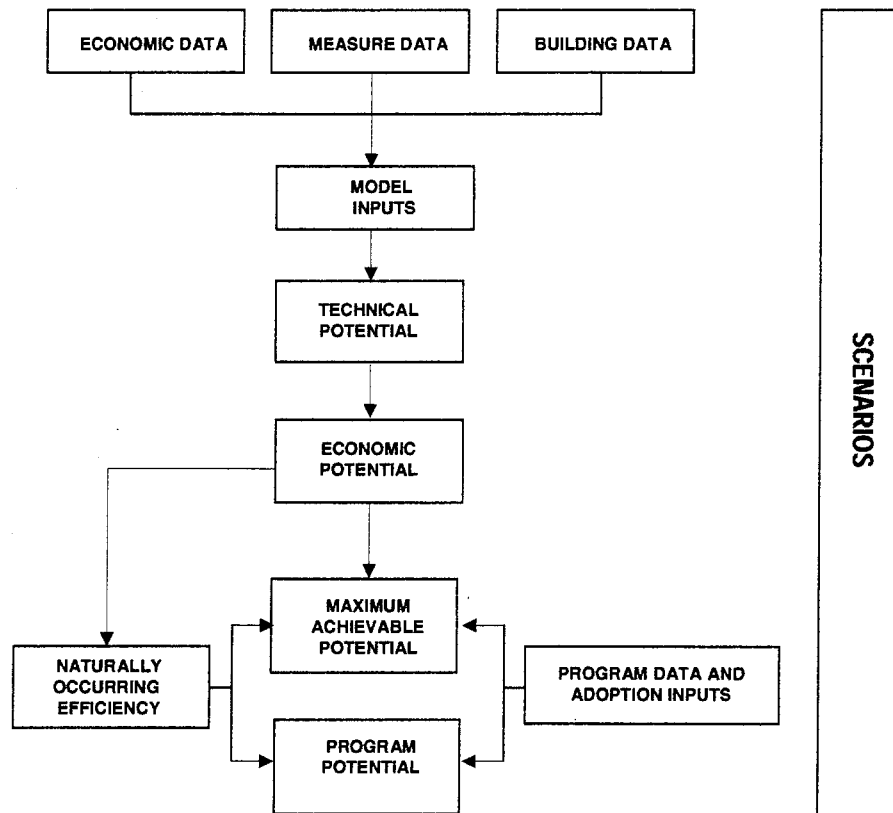 ECONOMIC DATA
MEASURE DATA
BUILDING DATA
MODEL
INPUTS
TECHNICAL
POTENTIAL
ECONOMIC
POTENTIAL
MAXIMUM
ACHIEVABLE
POTENTIAL
NATURALLY
OCCURRING
EFFICIENCY
PROGRAM DATA AND
ADOPTION INPUTS
PROGRAM
POTENTIAL
SCENARIOS